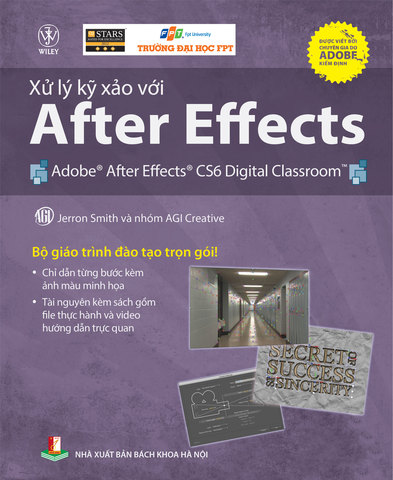 WILEY
STARS
FPT Fpt University
TRƯỜNG ĐẠI HỌC FPT
ĐƯỢC VIẾT BỞI
CHUYÊN GIA DO
ADOBE
KIỂM ĐỊNH
Xử lý kỹ xảo với
After Effects
Adobe® After Effects® CS6 Digital Classroom™
AGI Jerron Smith và nhóm AGI Creative
Bộ giáo trình đào tạo trọn gói!
• Chỉ dẫn từng bước kèm
ảnh màu minh họa
• Tài nguyên kèm sách gồm
file thực hành và video
hướng dẫn trực quan
SECRET OF
SUCCESS
IS
SINCERITY
NHÀ XUẤT BẢN BÁCH KHOA HÀ NỘI